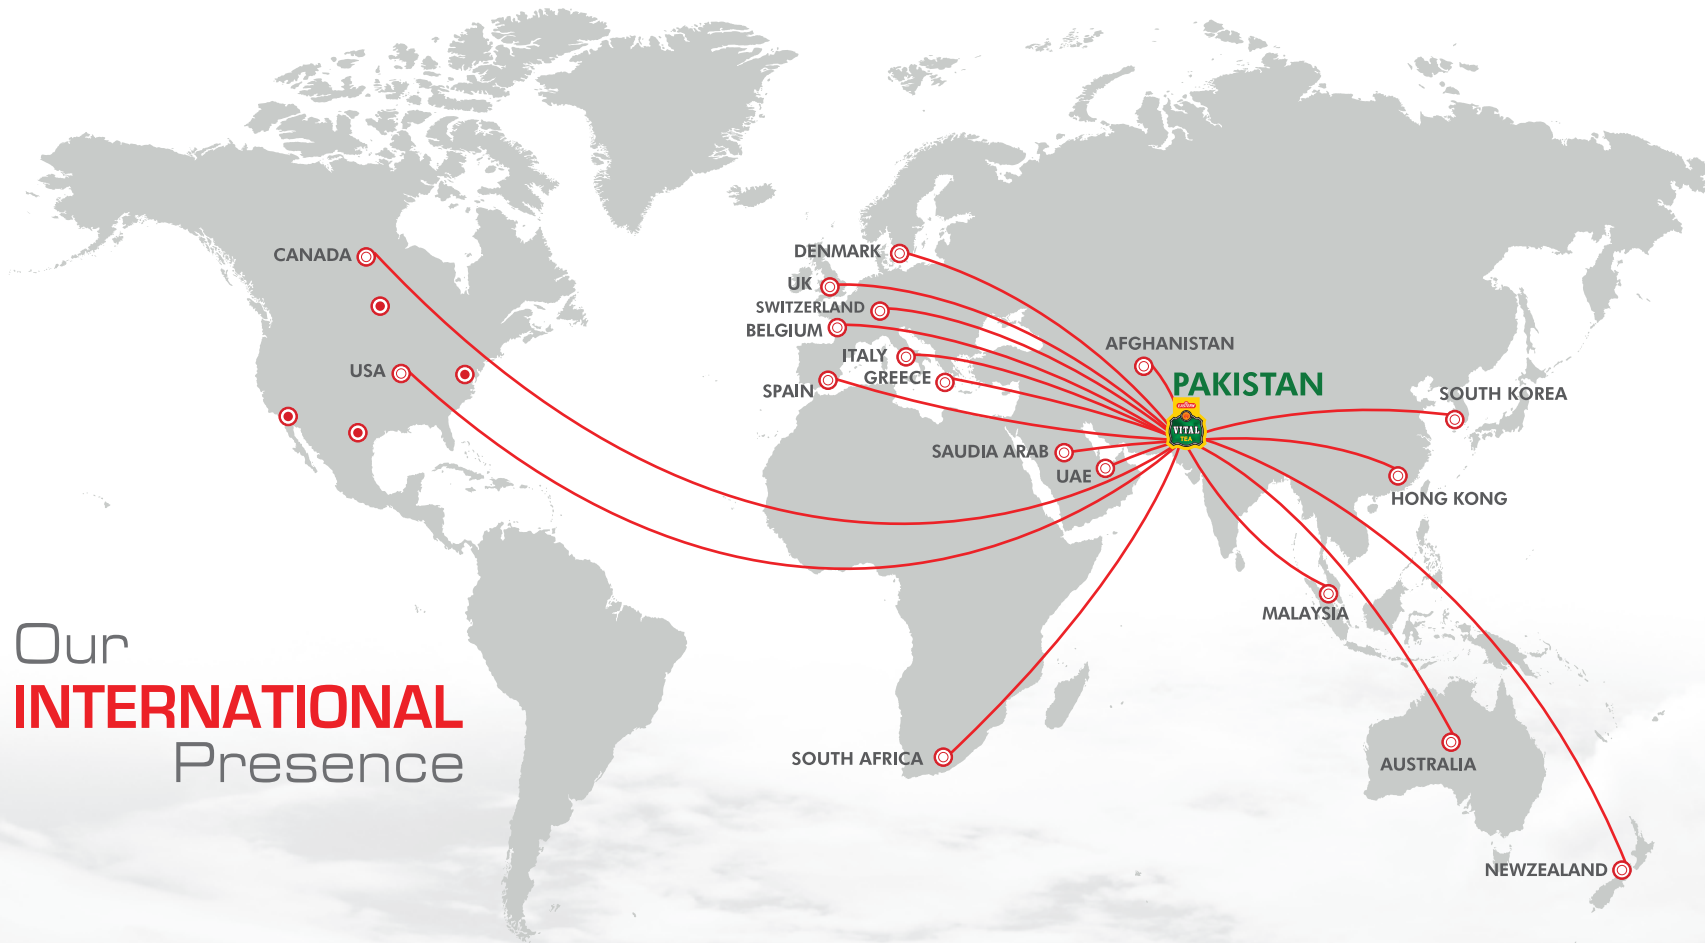 CANADA
USA
DENMARK
UK
SWITZERLAND
BELGIUM
ITALY
GREECE
SPAIN
AFGHANISTAN
PAKISTAN
VITAL
TEA
SOUTH KOREA
SAUDIA ARAB
UAE
HONG KONG
MALAYSIA
SOUTH AFRICA
AUSTRALIA
NEWZEALAND
Our
INTERNATIONAL
Presence